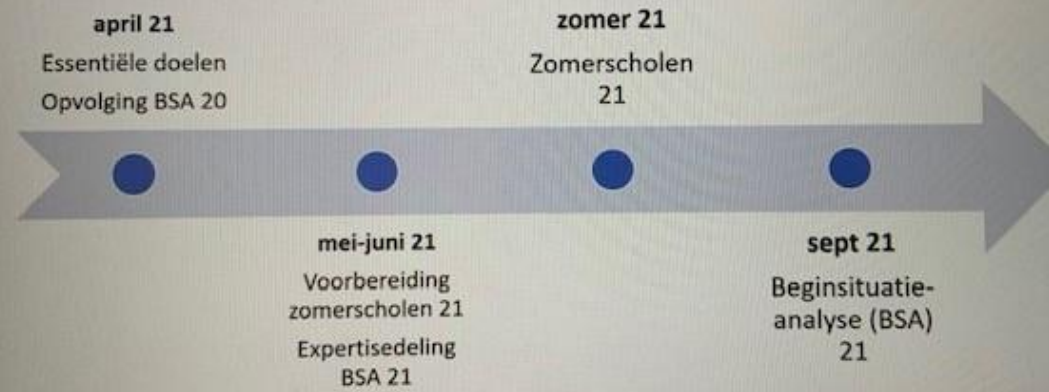 april 21
Essentiële doelen
Opvolging BSA 20
mei-juni 21
Voorbereiding
zomerscholen 21
Expertisedeling
BSA 21
zomer 21
Zomerscholen
21
sept 21
Beginsituatie-
analyse (BSA)
21